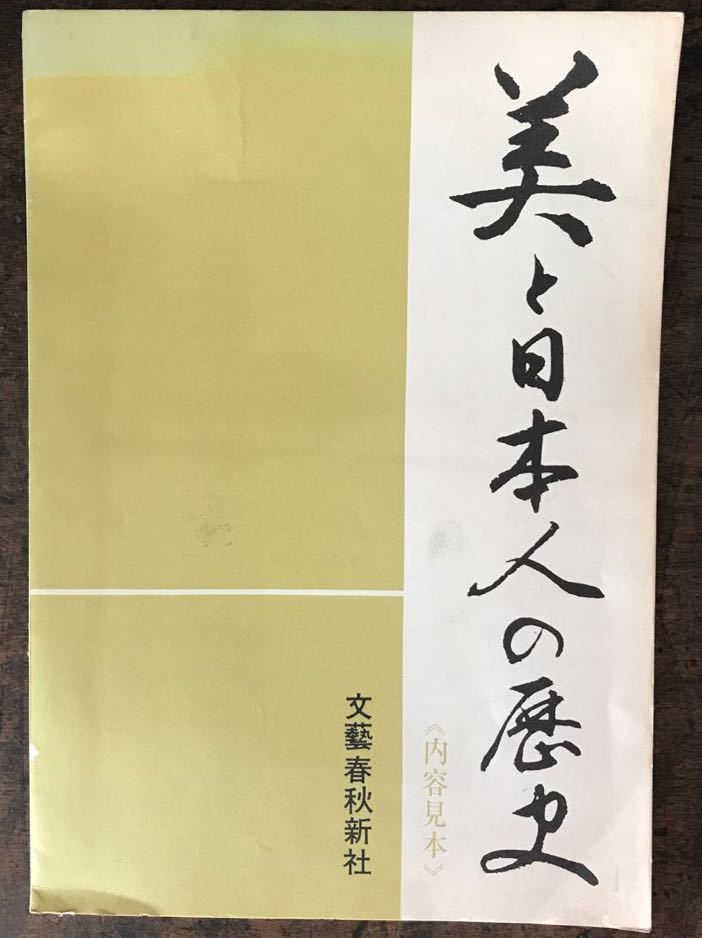 美と日本人の歴史
《内容見本》
文藝春秋新社